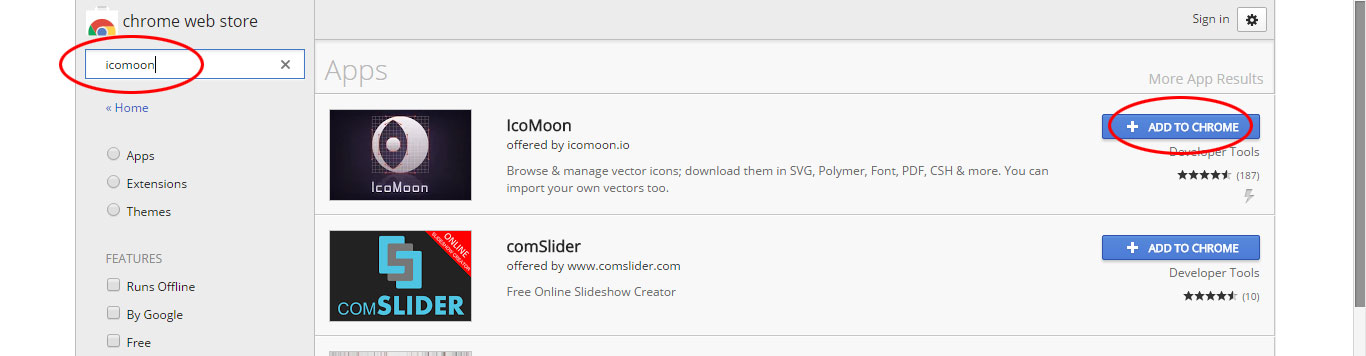 chrome web store
Sign in
icomoon
« Home
Apps
Extensions
Themes
FEATURES
Runs Offline
By Google
Free
Apps
More App Results
IcoMoon
IcoMoon
offered by icomoon.io
Browse & manage vector icons; download them in SVG, Polymer, Font, PDF, CSH & more. You can
import your own vectors too.
ADD TO CHROME
Developer Tools
(187)
ONLINE
SLIDESHOW CREATOR
COMSLIDER
comSlider
offered by www.comslider.com
Free Online Slideshow Creator
ADD TO CHROME
Developer Tools
(10)